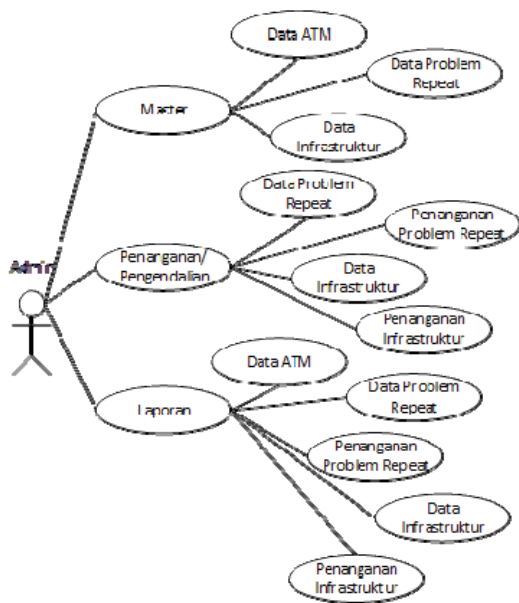 Data ATM
Data Problem
Repeat
Master
Data
Infrastruktur
Data Problem
Repeat
Penanganan
Problem Repeat
Admin
Penanganan/
Pengendalian
Data
Infrastruktur
Penanganan
Infrastruktur
Data ATM
Data Problem
Repeat
Laporan
Penanganan
Problem Repeat
Data
Infrastruktur
Penanganan
Infrastruktur